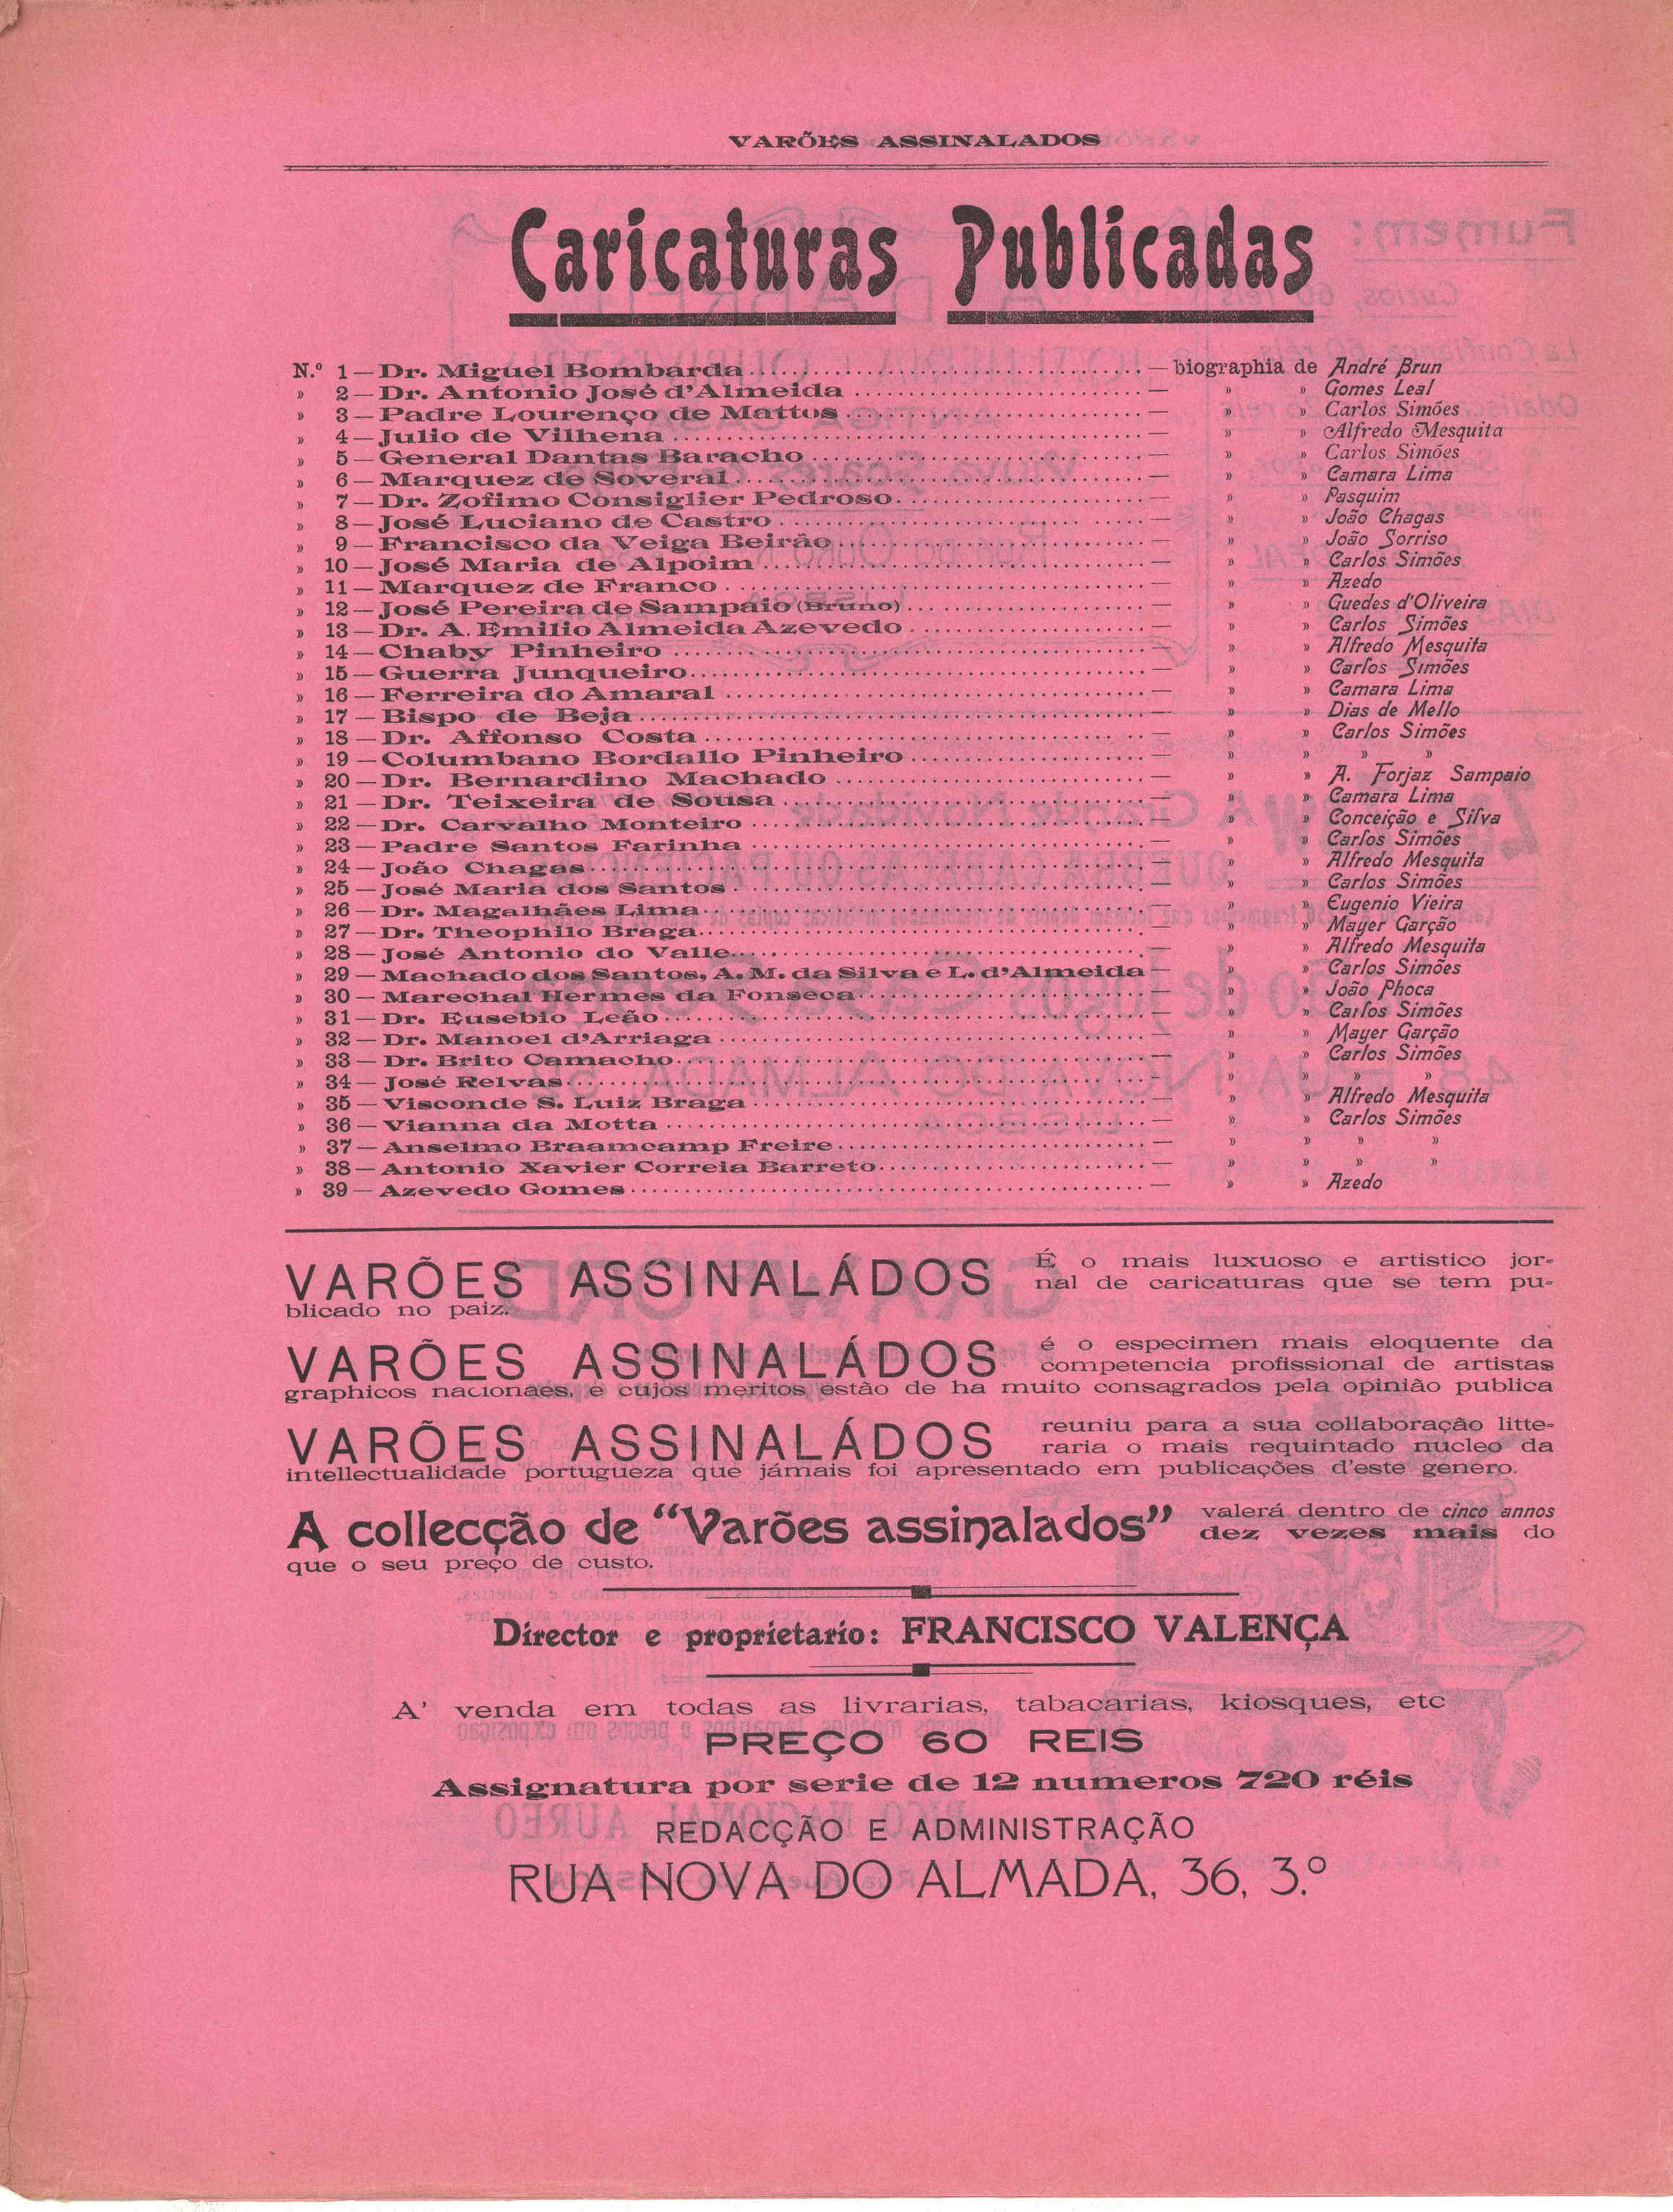 VARÕES ASSINALADOS
Caricaturas Publicadas
N.º 1 — Dr. Miguel Bombarda — biographia de André Brun
» 2 — Dr. Antonio José d'Almeida — » » Gomes Leal
» 3 — Padre Lourenço de Mattos — » » Carlos Simões
» 4 — Julio de Vilhena — » » Alfredo Mesquita
» 5 — General Dantas Baracho — » » Carlos Simões
» 6 — Marquez de Soveral — » » Camara Lima
» 7 — Dr. Zofimo Consiglier Pedroso — » » Pasquim
» 8 — José Luciano de Castro — » » João Chagas
» 9 — Francisco da Veiga Beirão — » » João Sorriso
» 10 — José Maria de Alpoim — » » Carlos Simões
» 11 — Marquez de Franco — » » Azedo
» 12 — José Pereira de Sampaio (Bruno) — » » Guedes d'Oliveira
» 13 — Dr. A. Emilio Almeida Azevedo — » » Carlos Simões
» 14 — Chaby Pinheiro — » » Alfredo Mesquita
» 15 — Guerra Junqueiro — » » Carlos Simões
» 16 — Ferreira do Amaral — » » Camara Lima
» 17 — Bispo de Beja — » » Dias de Mello
» 18 — Dr. Affonso Costa — » » Carlos Simões
» 19 — Columbano Bordallo Pinheiro — » » » »
» 20 — Dr. Bernardino Machado — » » A. Forjaz Sampaio
» 21 — Dr. Teixeira de Sousa — » » Camara Lima
» 22 — Dr. Carvalho Monteiro — » » Conceição e Silva
» 23 — Padre Santos Farinha — » » Carlos Simões
» 24 — João Chagas — » » Alfredo Mesquita
» 25 — José Maria dos Santos — » » Carlos Simões
» 26 — Dr. Magalhães Lima — » » Eugenio Vieira
» 27 — Dr. Theophilo Braga — » » Mayer Garção
» 28 — José Antonio do Valle — » » Alfredo Mesquita
» 29 — Machado dos Santos, A. M. da Silva e L. d'Almeida — » » Carlos Simões
» 30 — Marechal Hermes da Fonseca — » » João Phoca
» 31 — Dr. Eusebio Leão — » » Carlos Simões
» 32 — Dr. Manoel d'Arriaga — » » Mayer Garção
» 33 — Dr. Brito Camacho — » » Carlos Simões
» 34 — José Relvas — » » » »
» 35 — Visconde S. Luiz Braga — » » Alfredo Mesquita
» 36 — Vianna da Motta — » » Carlos Simões
» 37 — Anselmo Braamcamp Freire — » » » »
» 38 — Antonio Xavier Correia Barreto — » » » »
» 39 — Azevedo Gomes — » » Azedo
VARÕES ASSINALÁDOS É o mais luxuoso e artistico jor-
nal de caricaturas que se tem pu-
blicado no paiz.
VARÕES ASSINALÁDOS é o especimen mais eloquente da
competencia profissional de artistas
graphicos nacionaes, e cujos meritos estão de ha muito consagrados pela opinião publica
VARÕES ASSINALÁDOS reuniu para a sua collaboração litte-
raria o mais requintado nucleo da
intellectualidade portugueza que jámais foi apresentado em publicações d'este genero.
A collecção de "Varões assinalados" valerá dentro de cinco annos
dez vezes mais do
que o seu preço de custo.
Director e proprietario: FRANCISCO VALENÇA
A' venda em todas as livrarias, tabacarias, kiosques, etc
PREÇO 60 REIS
Assignatura por serie de 12 numeros 720 réis
REDACÇÃO E ADMINISTRAÇÃO
RUA NOVA DO ALMADA, 36, 3.º